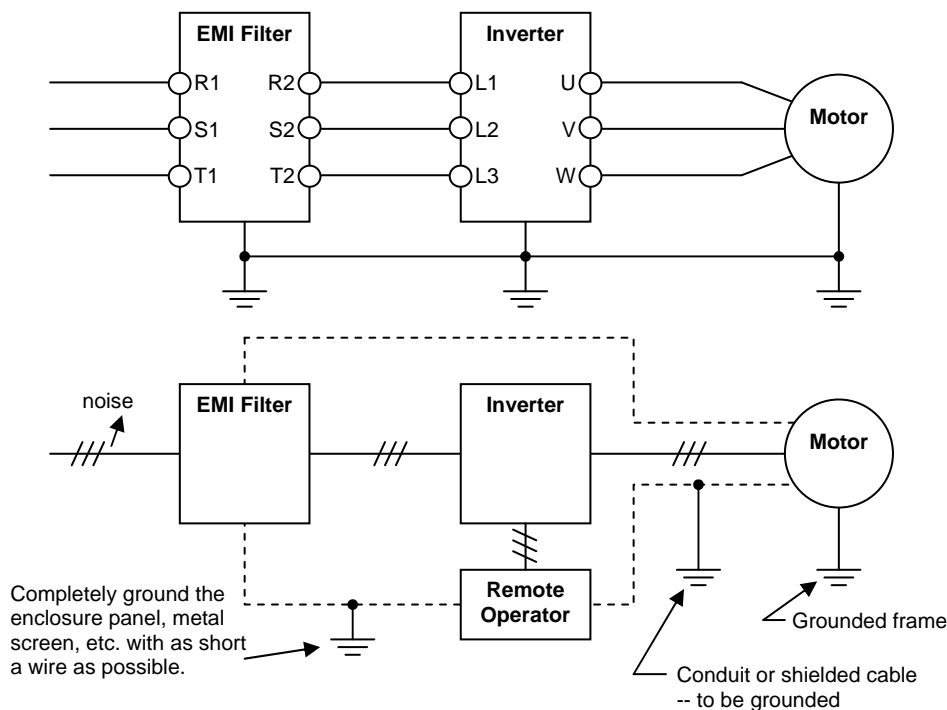 EMI Filter
Inverter
R1
R2
L1
U
S1
S2
L2
V
Motor
T1
T2
L3
W
noise
EMI Filter
Inverter
Motor
Completely ground the
enclosure panel, metal
screen, etc. with as short
a wire as possible.
Remote
Operator
Grounded frame
Conduit or shielded cable
-- to be grounded